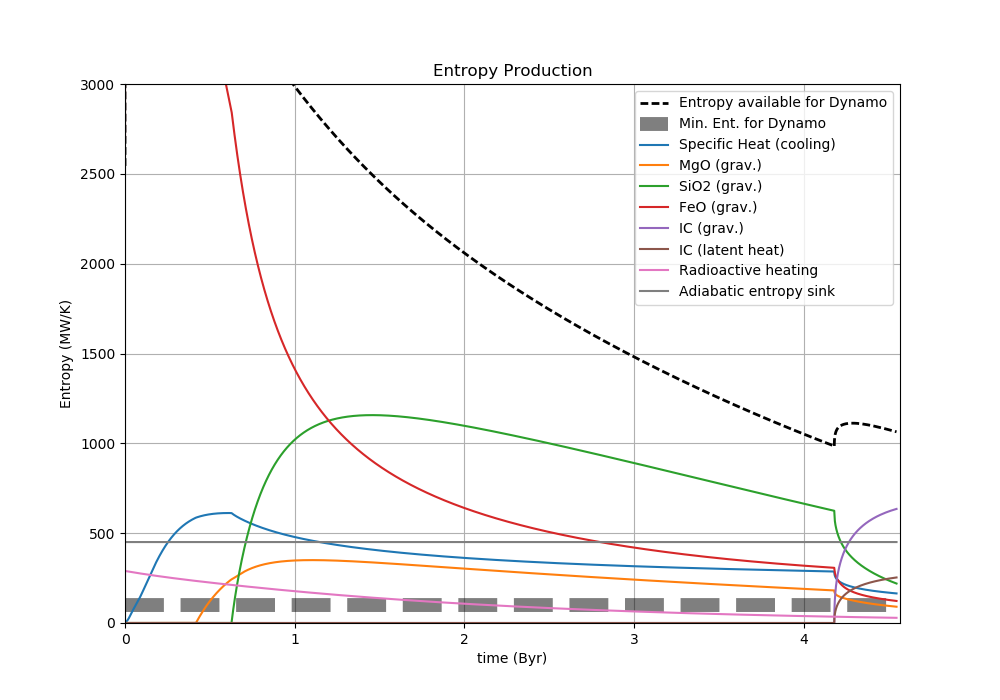 Entropy Production
3000
2500
2000
1500
1000
500
0
Entropy (MW/K)
0 1 2 3 4
time (Byr)
Entropy available for Dynamo
Min. Ent. for Dynamo
Specific Heat (cooling)
MgO (grav.)
SiO2 (grav.)
FeO (grav.)
IC (grav.)
IC (latent heat)
Radioactive heating
Adiabatic entropy sink